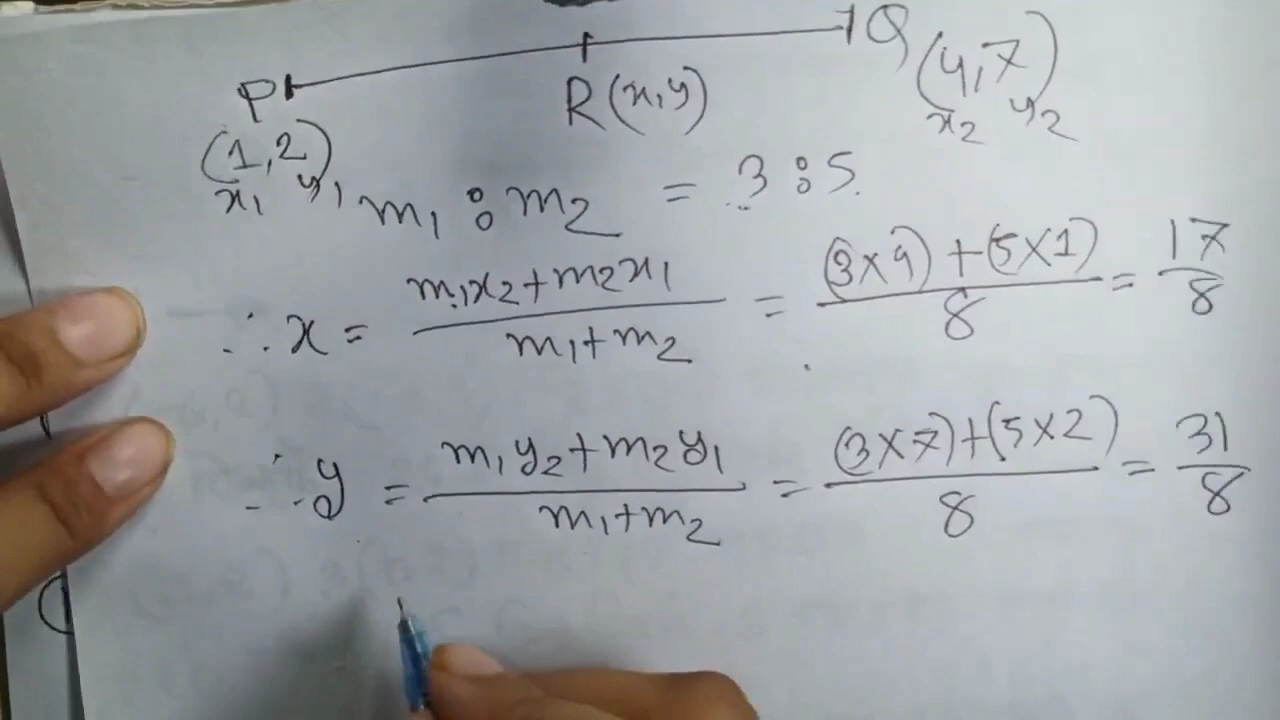 P R(x,y) Q (4,7)
(1,2) x₂ y₂
x₁ y₁ m₁ : m₂ = 3 : 5
∴ x = (m₁x₂ + m₂x₁)/(m₁ + m₂) = ((3×4) + (5×1))/8 = 17/8
∴ y = (m₁y₂ + m₂y₁)/(m₁ + m₂) = ((3×7) + (5×2))/8 = 31/8